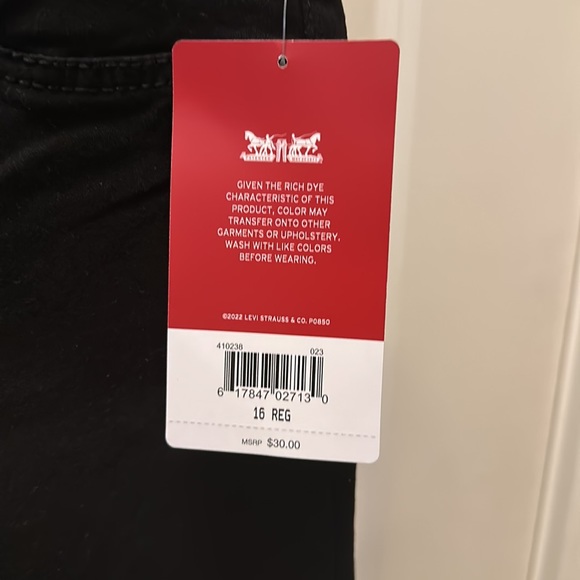 GIVEN THE RICH DYE
CHARACTERISTIC OF THIS
PRODUCT, COLOR MAY
TRANSFER ONTO OTHER
GARMENTS OR UPHOLSTERY.
WASH WITH LIKE COLORS
BEFORE WEARING.
©2022 LEVI STRAUSS & CO. P0850
410238 023
6 17847 02713 0
16 REG
MSRP $30.00